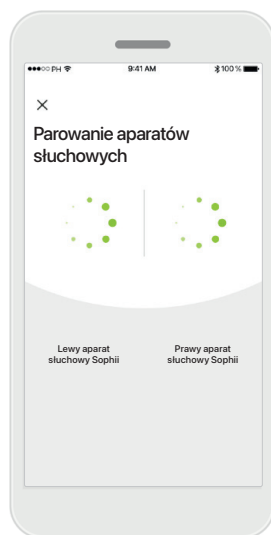 ●●●○○ PH 9:41 AM 100 %
Parowanie aparatów
słuchowych
Lewy aparat
słuchowy Sophii
Prawy aparat
słuchowy Sophii